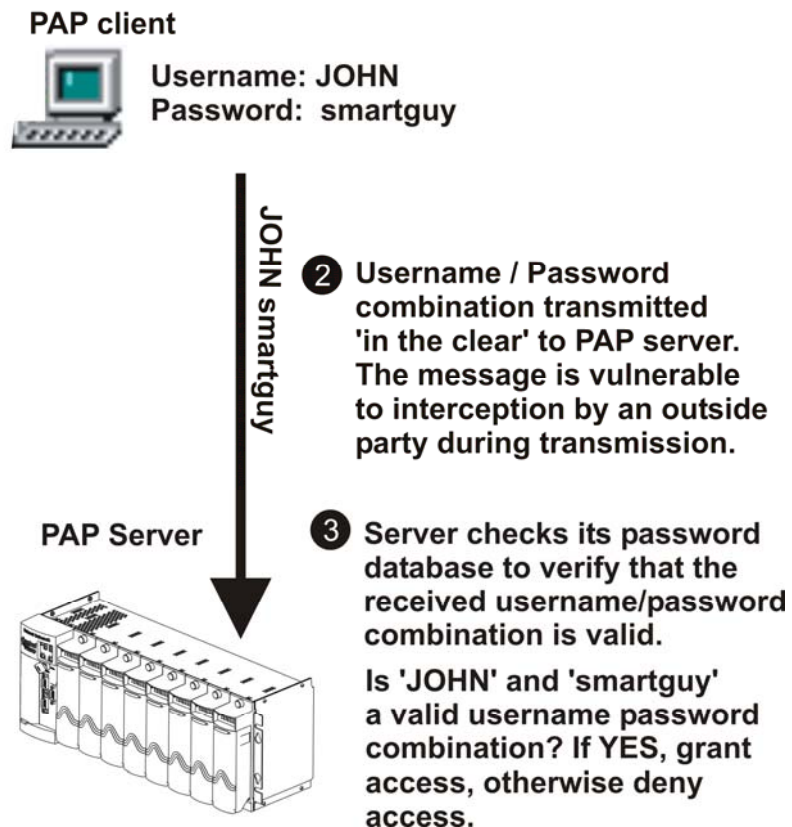 PAP client
Username: JOHN
Password: smartguy
JOHN smartguy
2 Username / Password
combination transmitted
'in the clear' to PAP server.
The message is vulnerable
to interception by an outside
party during transmission.
PAP Server
3 Server checks its password
database to verify that the
received username/password
combination is valid.
Is 'JOHN' and 'smartguy'
a valid username password
combination? If YES, grant
access, otherwise deny
access.